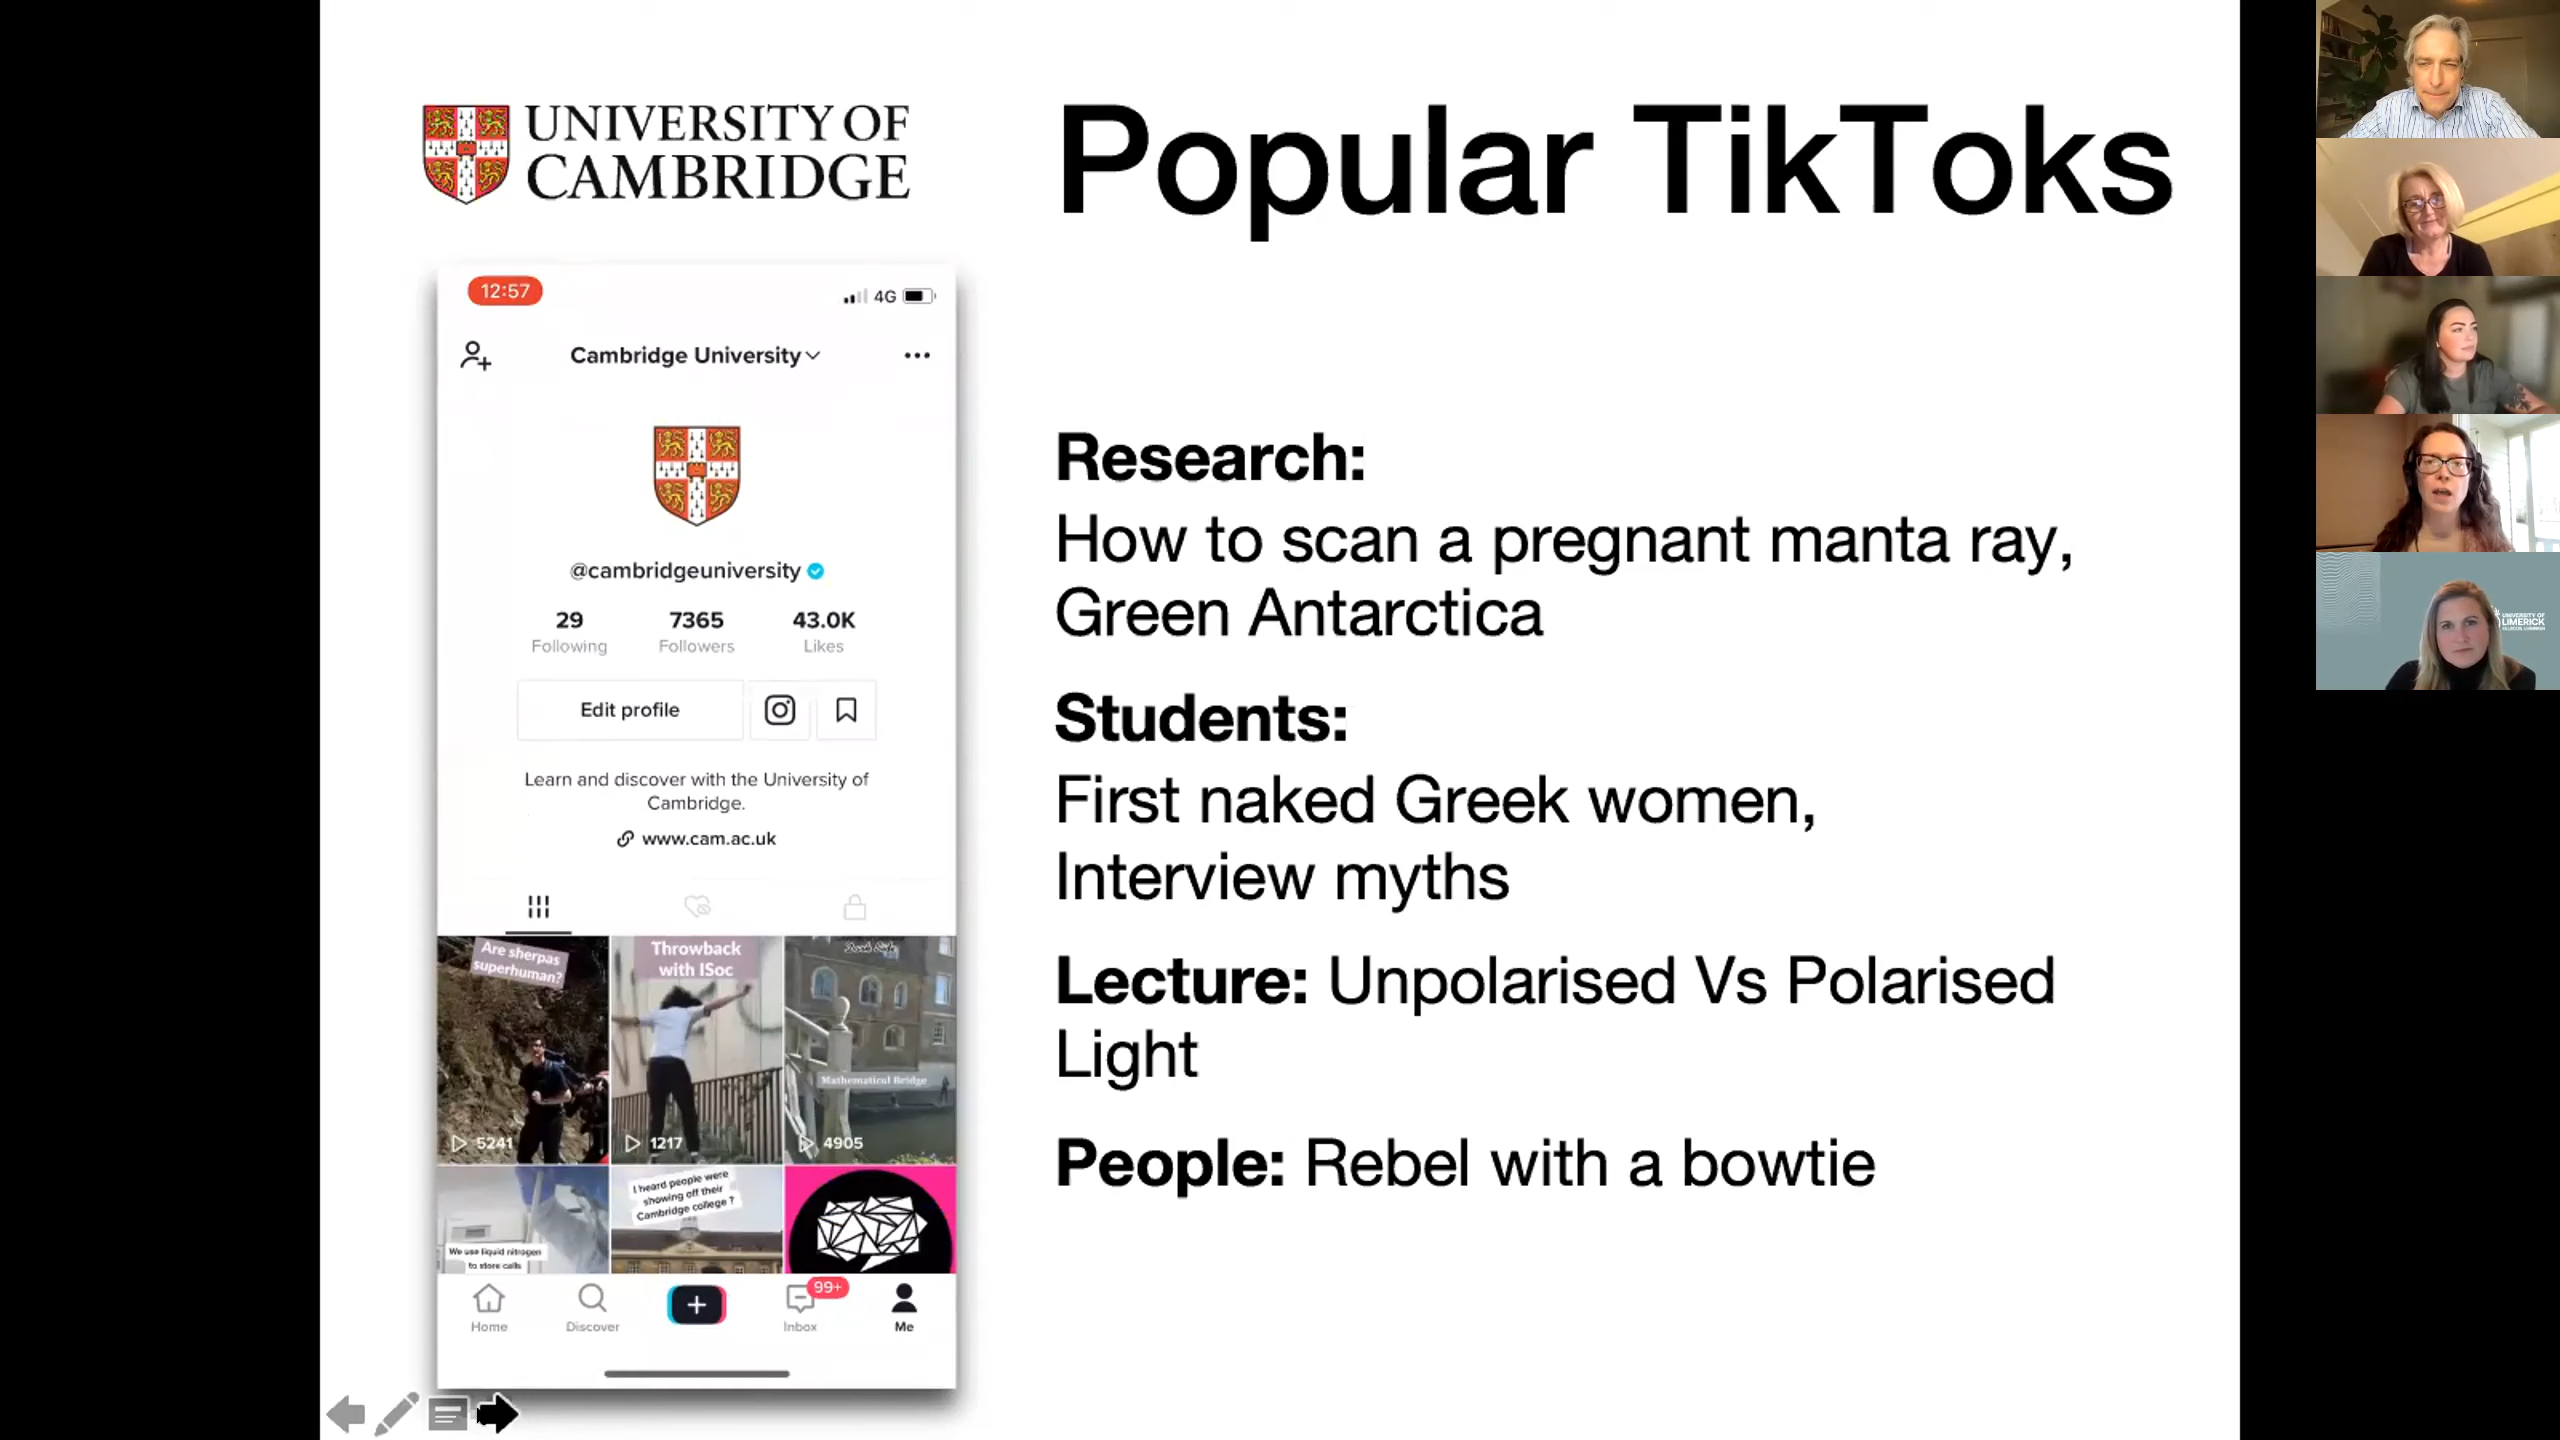 UNIVERSITY OF
CAMBRIDGE
Popular TikToks
12:57
4G
Cambridge University
@cambridgeuniversity
29
7365
43.0K
Following
Followers
Likes
Edit profile
Learn and discover with the University of
Cambridge.
www.cam.ac.uk
Are sherpas
superhuman?
5241
Throwback
with ISoc
1217
Mathematical Bridge
4905
We use liquid nitrogen
to store cells
I heard people were
showing off their
Cambridge college ?
Home
Discover
99+
Inbox
Me
Research:
How to scan a pregnant manta ray,
Green Antarctica
Students:
First naked Greek women,
Interview myths
Lecture: Unpolarised Vs Polarised
Light
People: Rebel with a bowtie
UNIVERSITY OF
LIMERICK